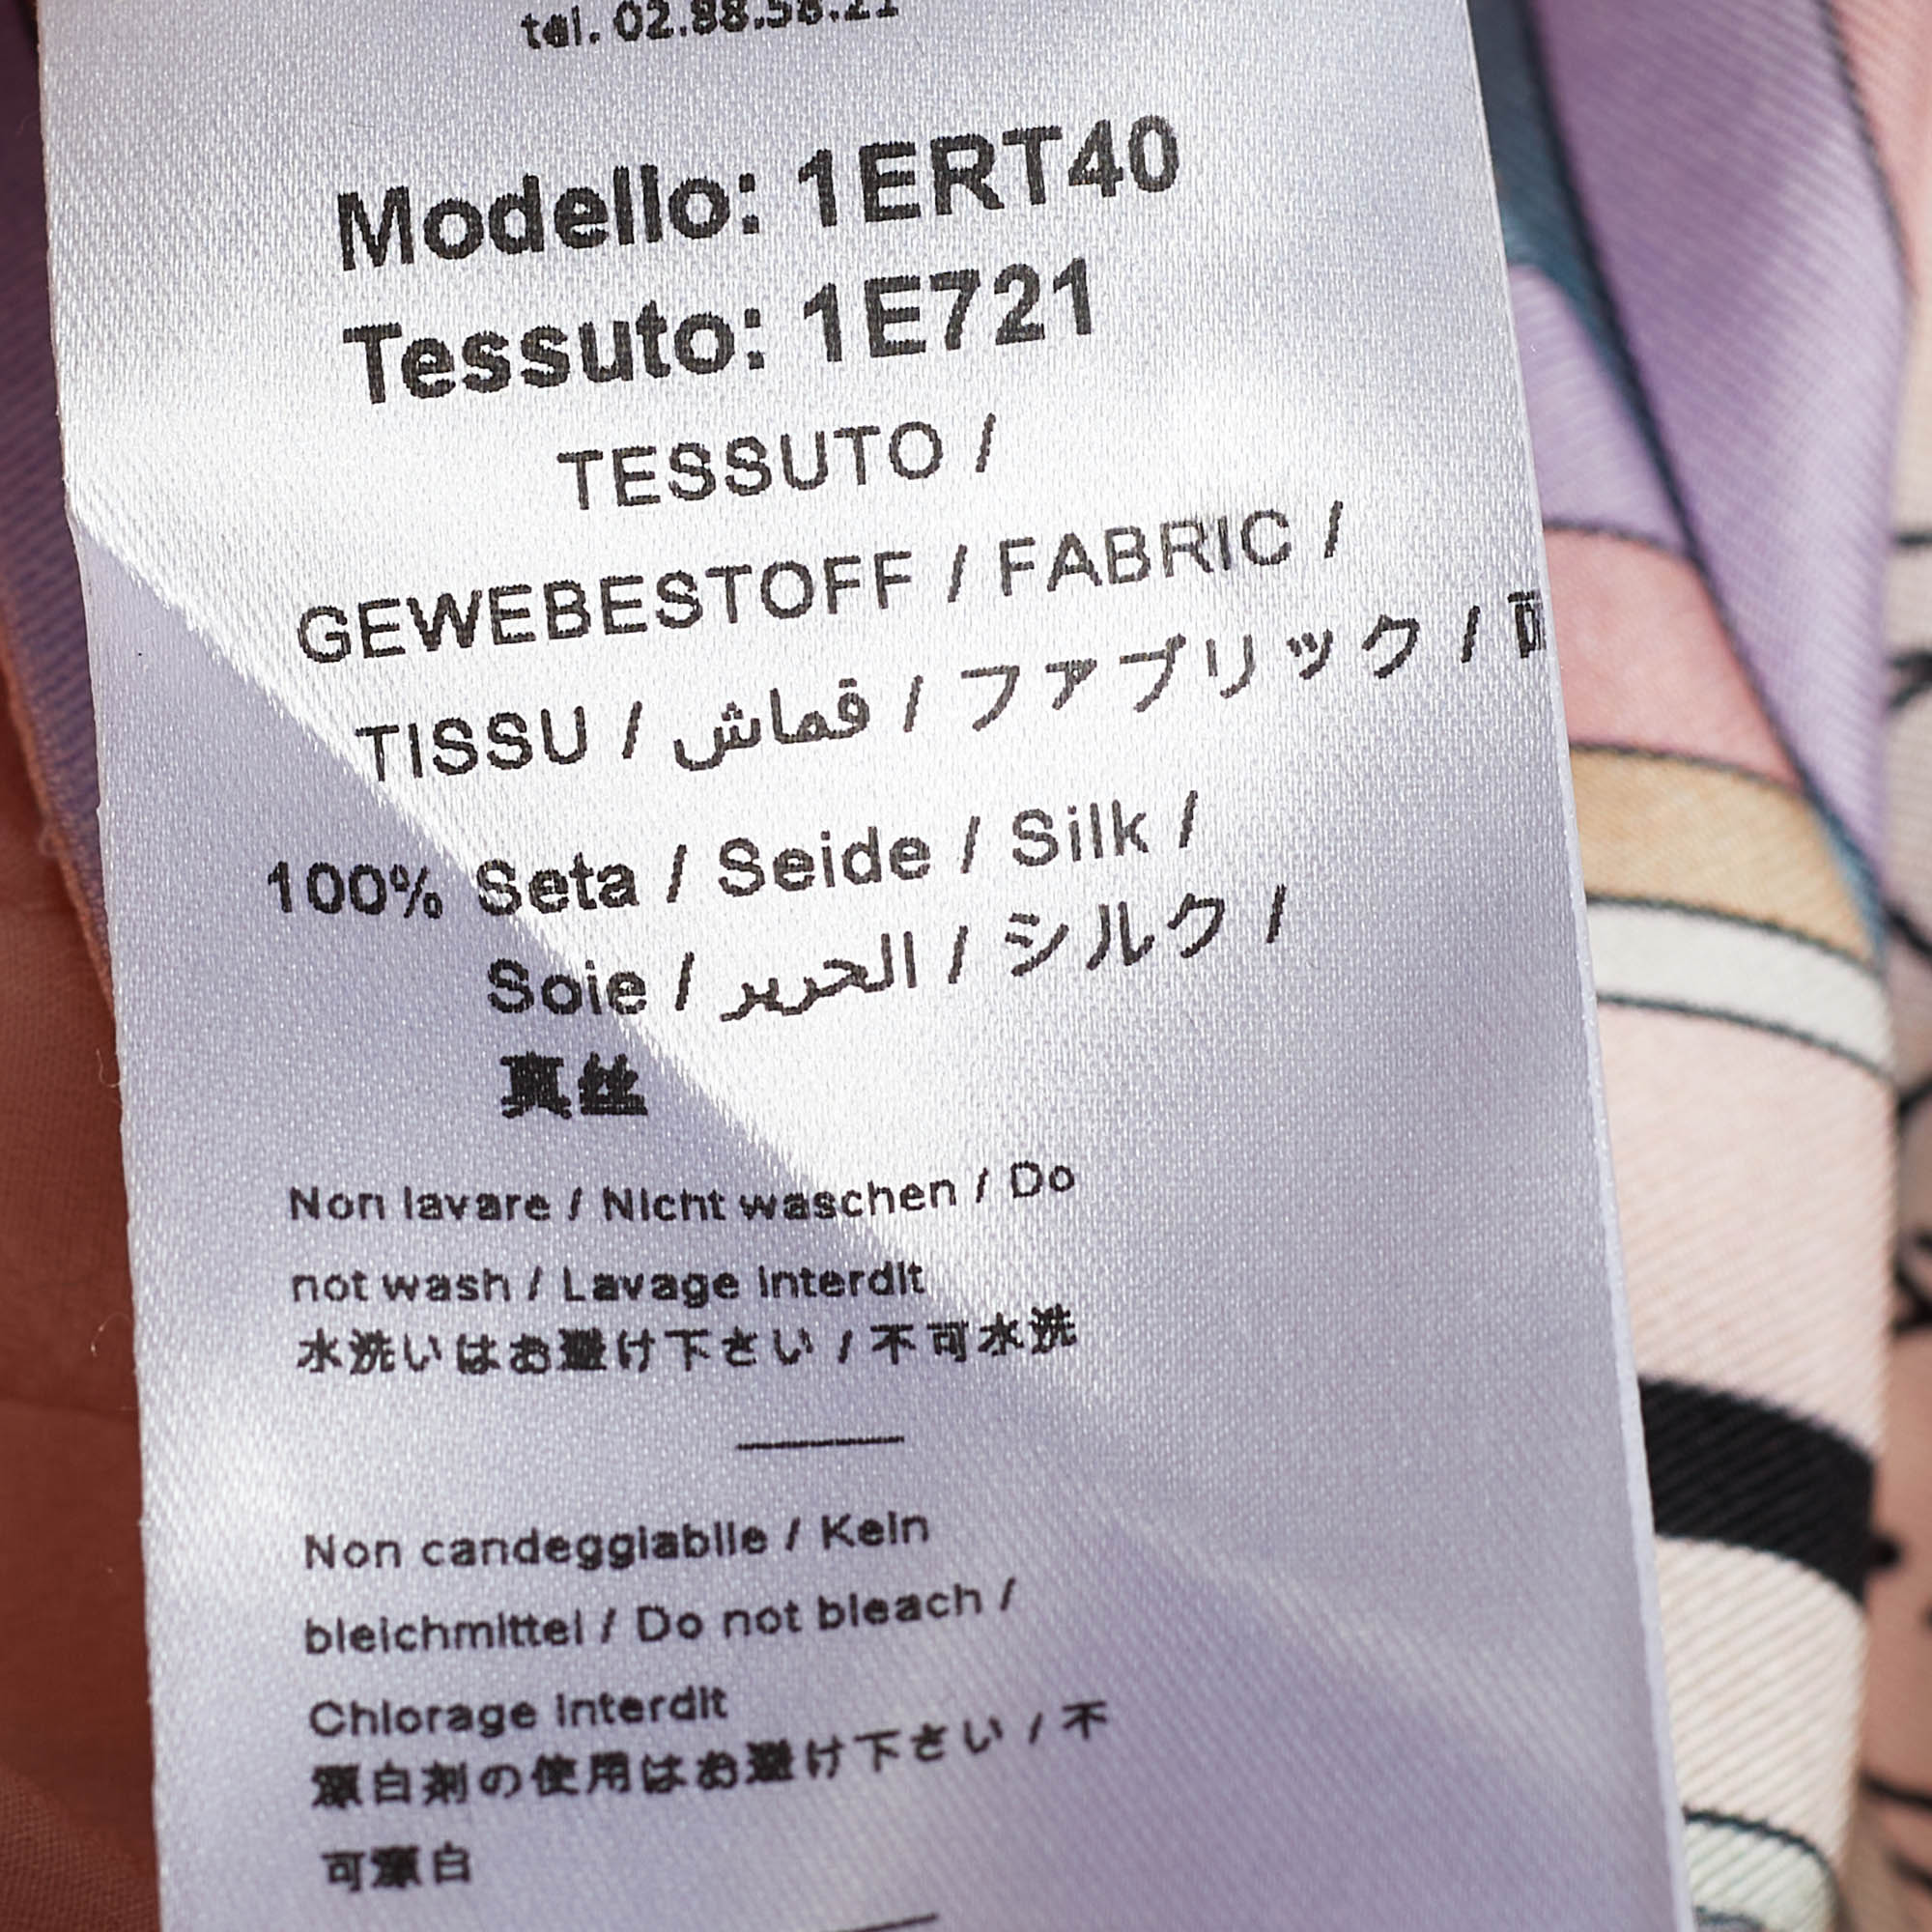 tel. 02.88.58.21
Modello: 1ERT40
Tessuto: 1E721
TESSUTO /
GEWEBESTOFF / FABRIC /
TISSU / قماش / ファブリック /
100% Seta / Seide / Silk /
Soie / الحرير / シルク /
真丝
Non lavare / Nicht waschen / Do
not wash / Lavage interdit
水洗いはお避け下さい / 不可水洗
Non candeggiabile / Kein
bleichmittel / Do not bleach /
Chlorage interdit
漂白剤の使用はお避け下さい / 不
可漂白